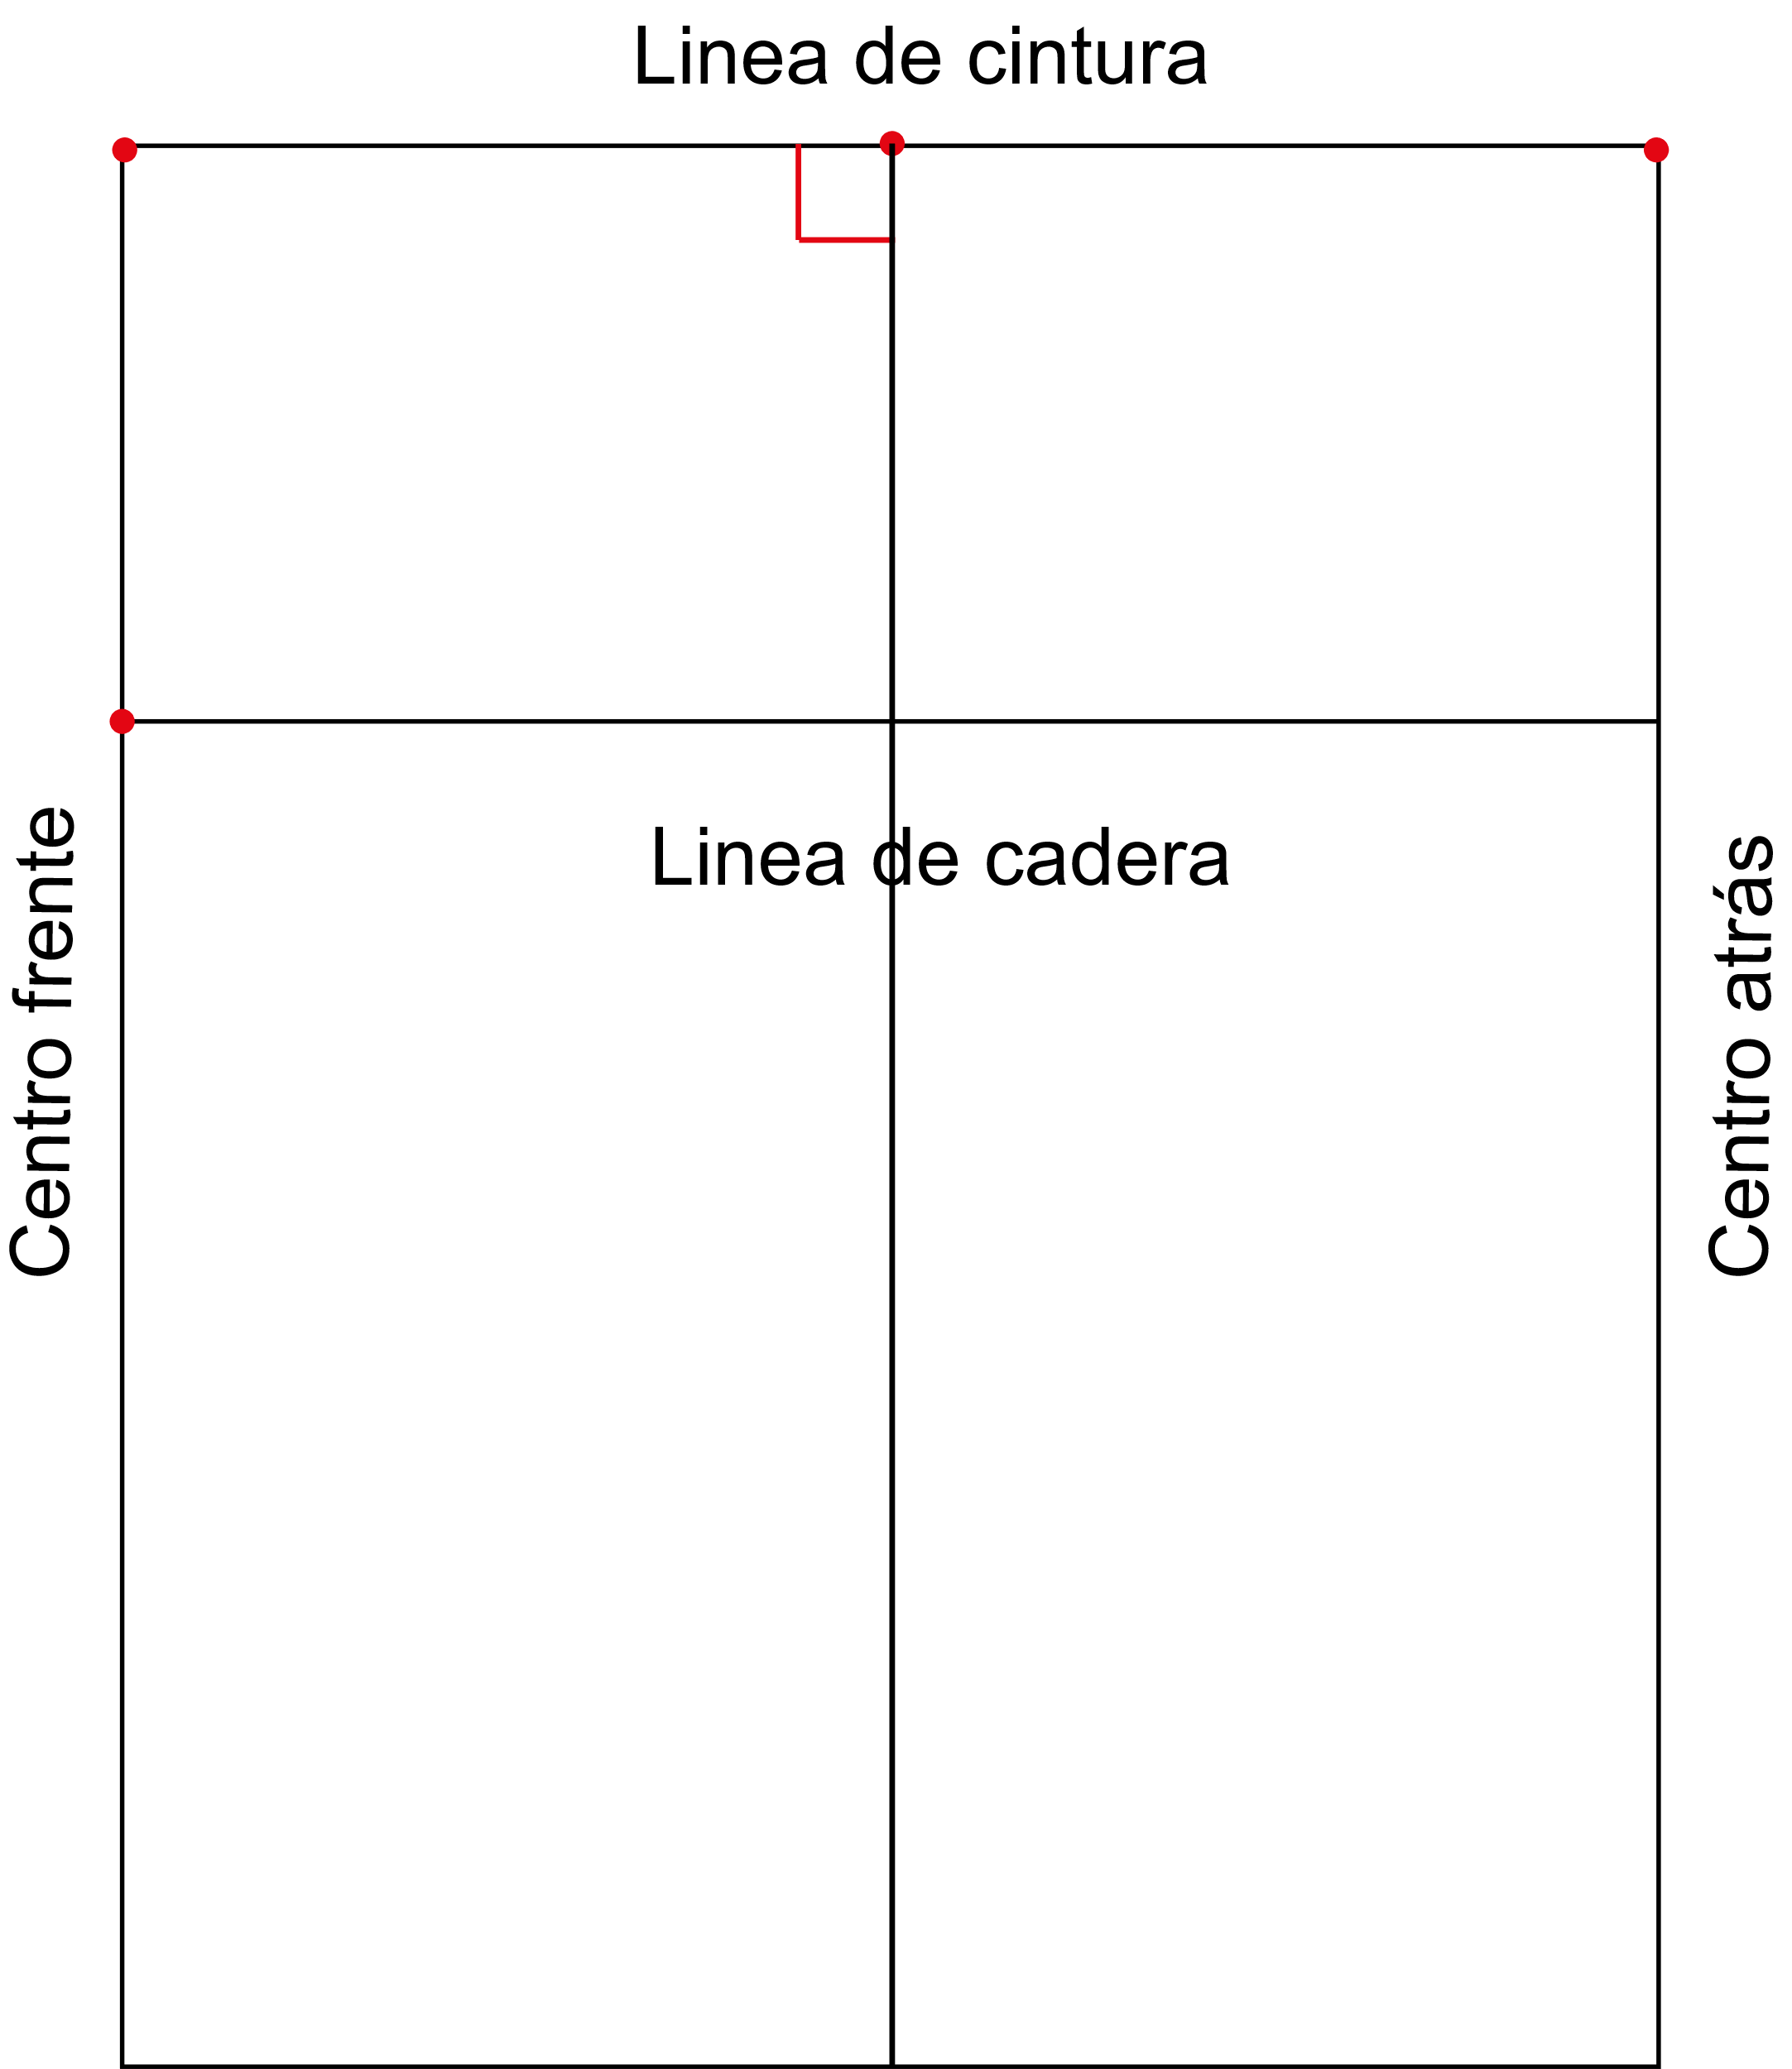 Linea de cintura
Linea de cadera
Centro frente
Centro atrás